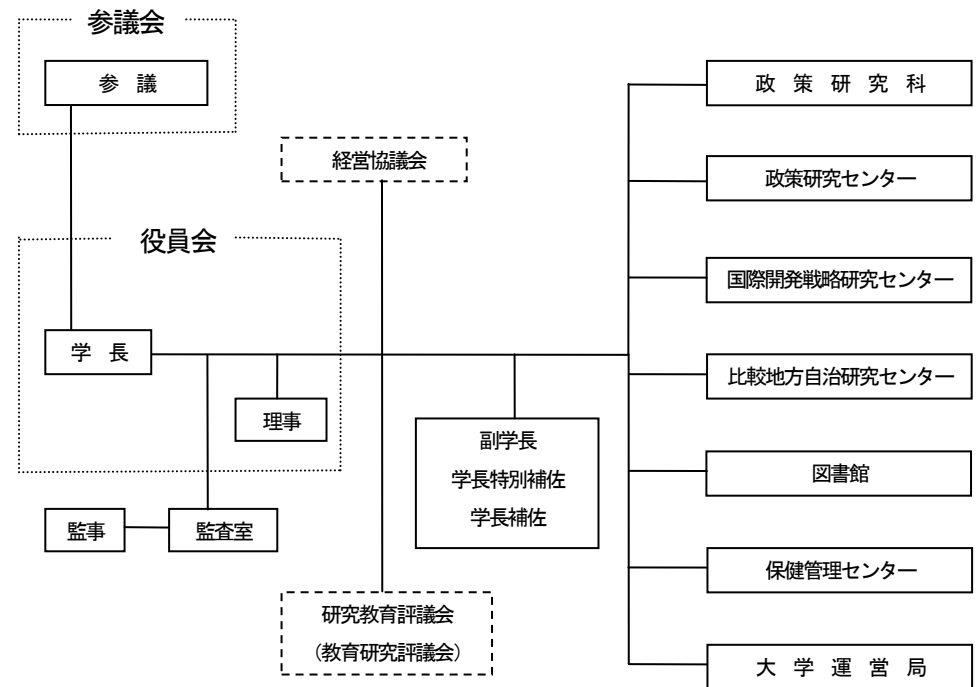 参議会
参　議
経営協議会
役員会
学　長
理事
監事
監査室
副学長
学長特別補佐
学長補佐
研究教育評議会
（教育研究評議会）
政　策　研　究　科
政策研究センター
国際開発戦略研究センター
比較地方自治研究センター
図書館
保健管理センター
大　学　運　営　局